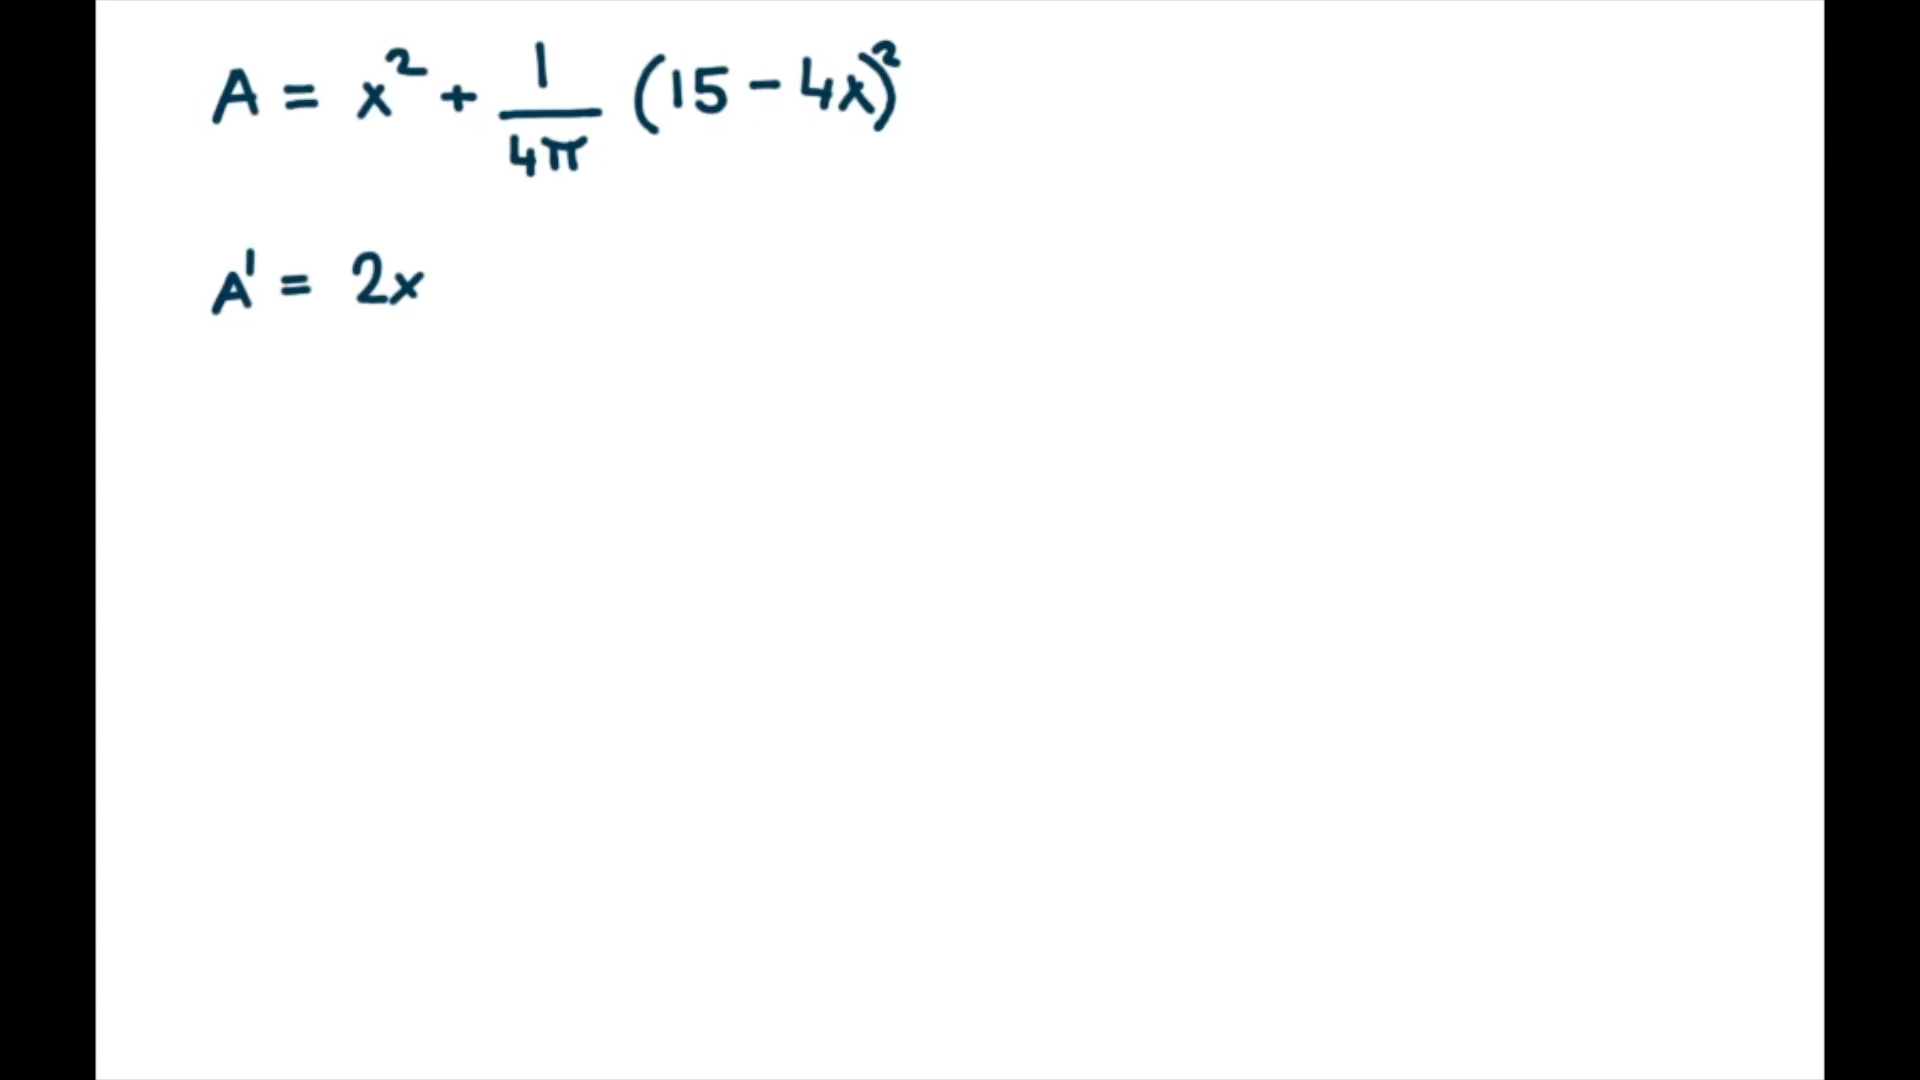 A = x² + 1/4π (15 - 4x)²
A' = 2x